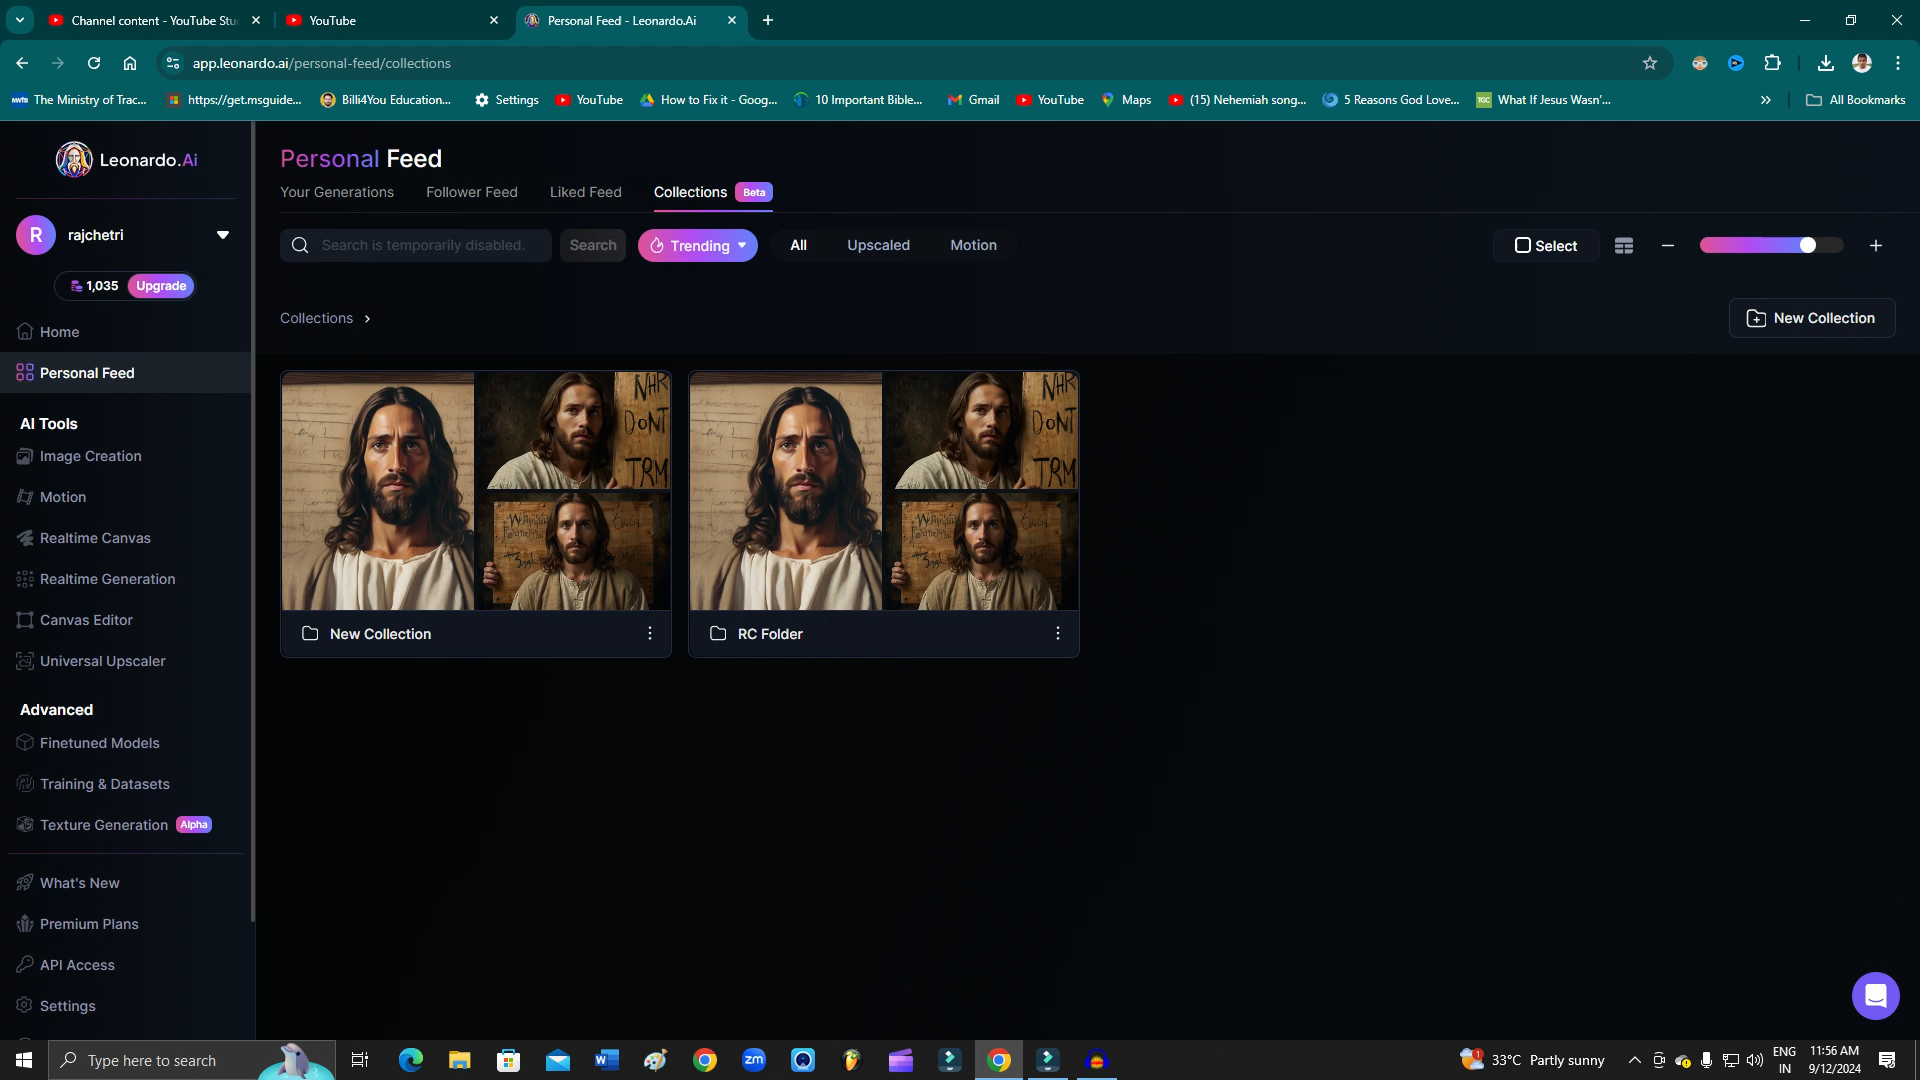 Channel content - YouTube Stu
YouTube
Personal Feed - Leonardo.Ai
app.leonardo.ai/personal-feed/collections
The Ministry of Trac...
https://get.msguide...
Billi4You Education...
Settings
YouTube
How to Fix it - Goog...
10 Important Bible...
Gmail
YouTube
Maps
(15) Nehemiah song...
5 Reasons God Love...
What If Jesus Wasn'...
All Bookmarks
Leonardo.Ai
R
rajchetri
1,035
Upgrade
Home
Personal Feed
AI Tools
Image Creation
Motion
Realtime Canvas
Realtime Generation
Canvas Editor
Universal Upscaler
Advanced
Finetuned Models
Training & Datasets
Texture Generation Alpha
What's New
Premium Plans
API Access
Settings
Personal Feed
Your Generations
Follower Feed
Liked Feed
Collections Beta
Search is temporarily disabled.
Search
Trending
All
Upscaled
Motion
Select
Collections >
New Collection
NHR
DONT
TRM
NHR
DONT
TRM
New Collection
RC Folder
Type here to search
33°C Partly sunny
ENG
IN
11:56 AM
9/12/2024